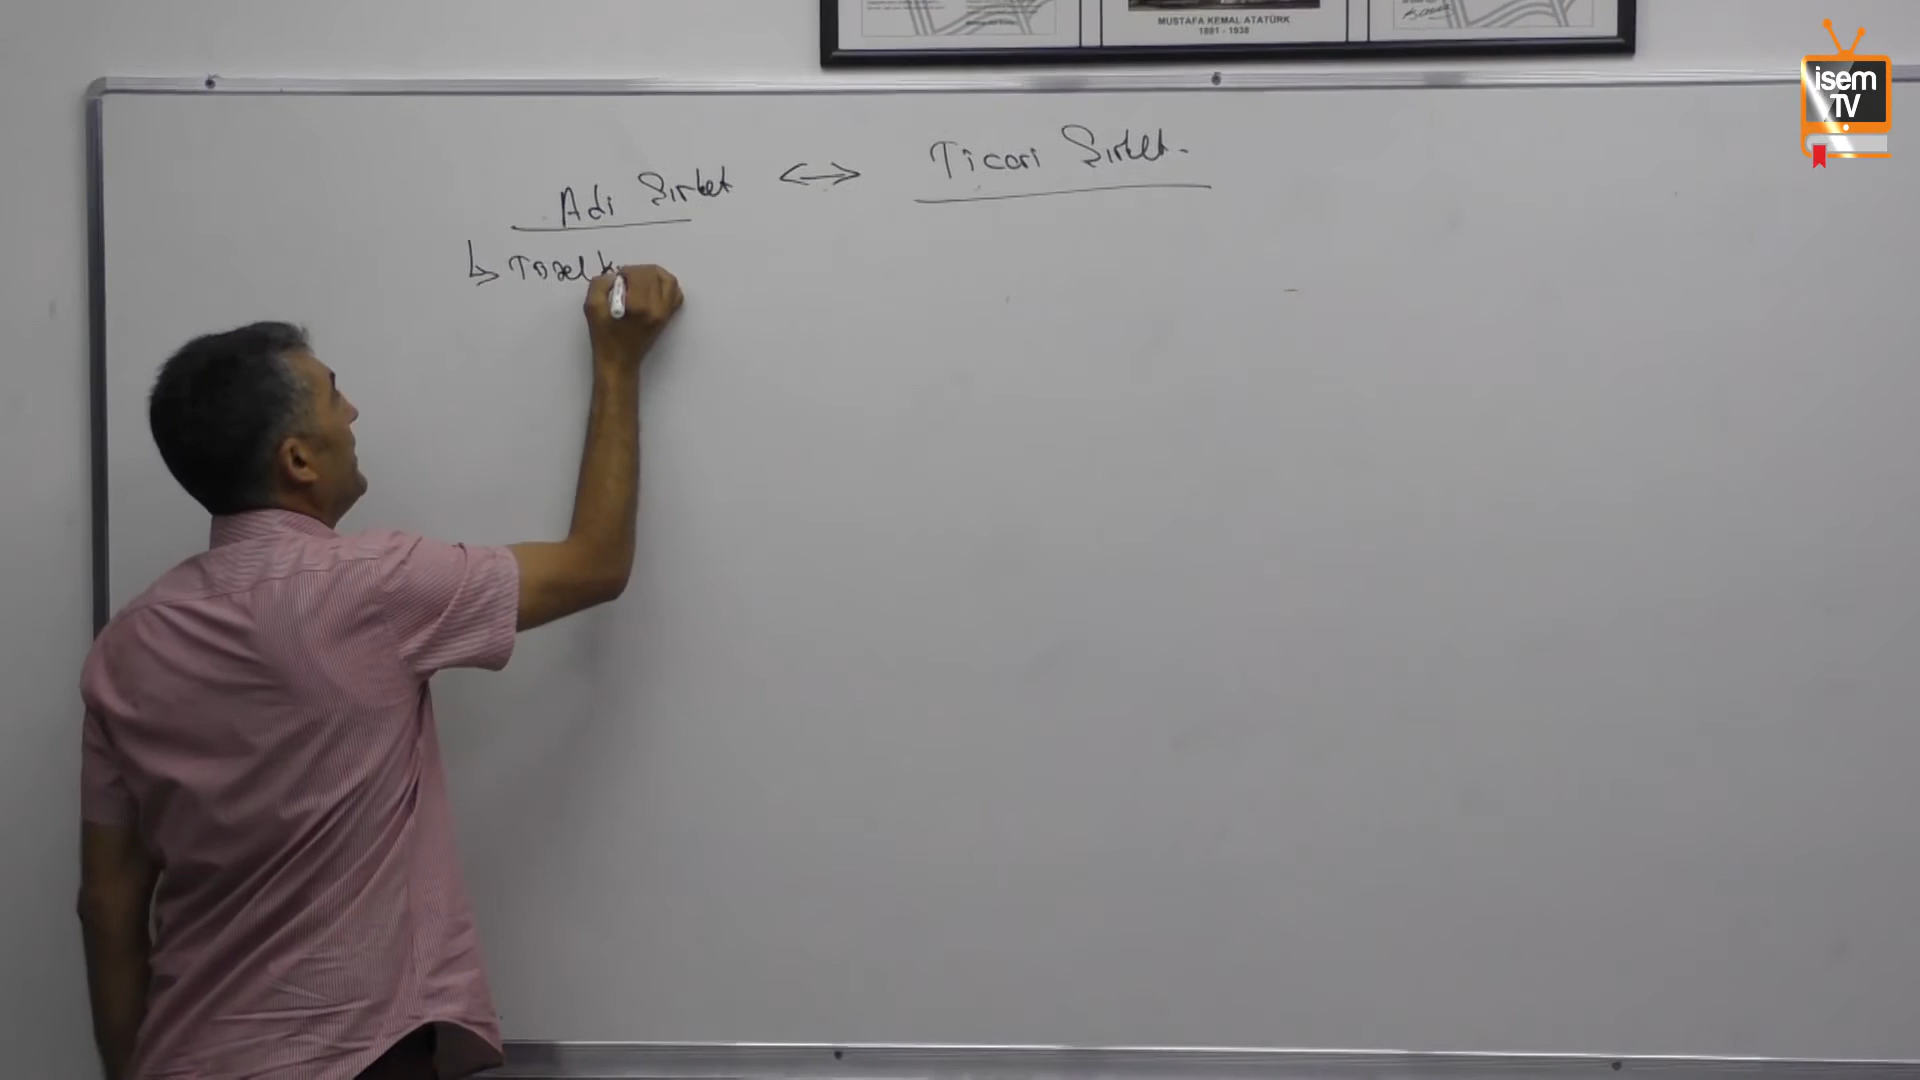 MUSTAFA KEMAL ATATÜRK
1881 - 1938
isem
TV
Adi Şirket <-> Ticari Şirket.
↳ Tüzel k